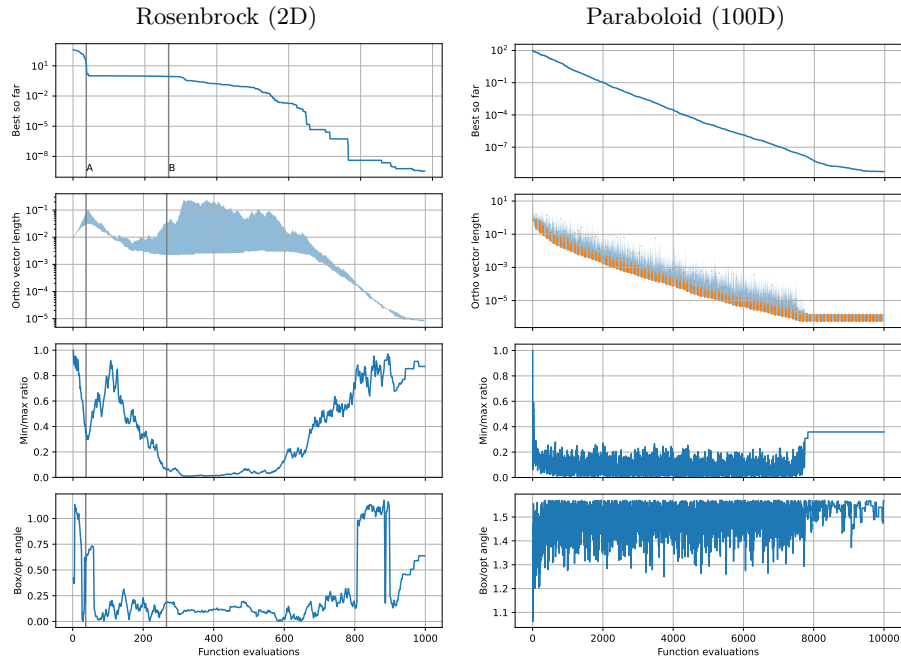 Rosenbrock (2D)
Paraboloid (100D)
Best so far
10^1
10^-2
10^-5
10^-8
A
B
Best so far
10^2
10^-1
10^-4
10^-7
Ortho vector length
10^-1
10^-2
10^-3
10^-4
10^-5
Ortho vector length
10^1
10^-1
10^-3
10^-5
Min/max ratio
1.0
0.8
0.6
0.4
0.2
0.0
Min/max ratio
1.0
0.8
0.6
0.4
0.2
0.0
Box/opt angle
1.00
0.75
0.50
0.25
0.00
0 200 400 600 800 1000
Function evaluations
Box/opt angle
1.5
1.4
1.3
1.2
1.1
0 2000 4000 6000 8000 10000
Function evaluations